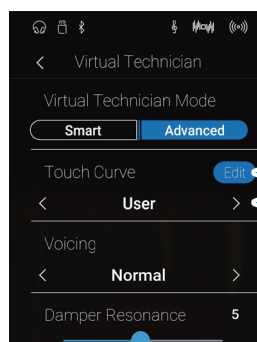 Virtual Technician
Virtual Technician Mode
Smart Advanced
Touch Curve Edit
< User >
Voicing
< Normal >
Damper Resonance 5